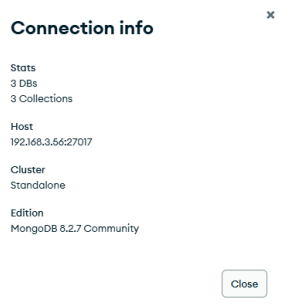 Connection info
Stats
3 DBs
3 Collections
Host
192.168.3.56:27017
Cluster
Standalone
Edition
MongoDB 8.2.7 Community
Close